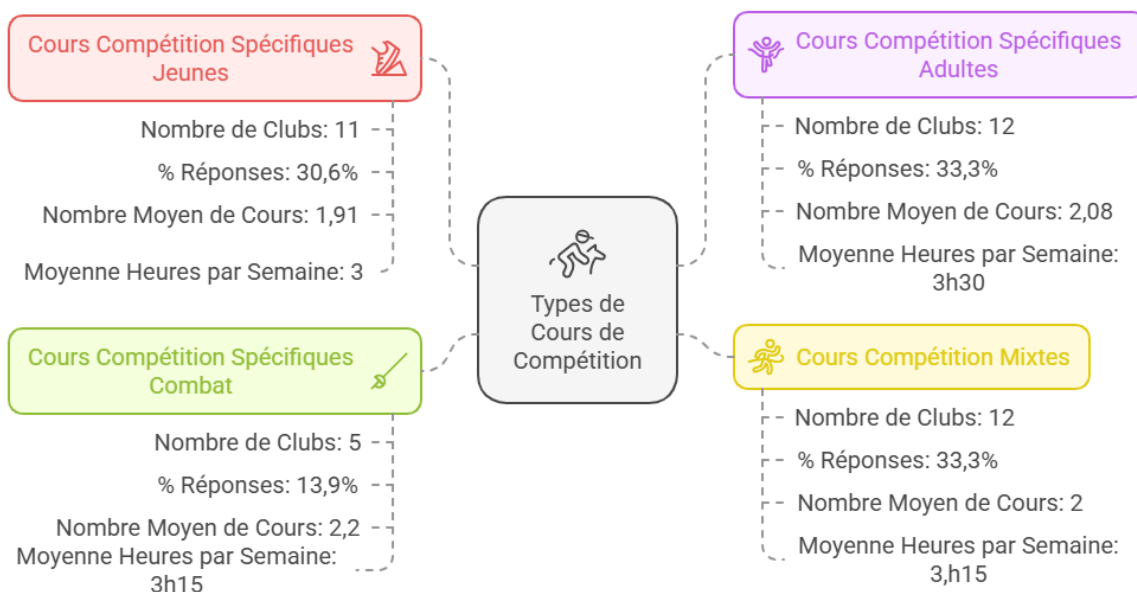 Cours Compétition Spécifiques
Jeunes
Nombre de Clubs: 11
% Réponses: 30,6%
Nombre Moyen de Cours: 1,91
Moyenne Heures par Semaine: 3
Cours Compétition Spécifiques
Adultes
Nombre de Clubs: 12
% Réponses: 33,3%
Nombre Moyen de Cours: 2,08
Moyenne Heures par Semaine:
3h30
Types de
Cours de
Compétition
Cours Compétition Spécifiques
Combat
Nombre de Clubs: 5
% Réponses: 13,9%
Nombre Moyen de Cours: 2,2
Moyenne Heures par Semaine:
3h15
Cours Compétition Mixtes
Nombre de Clubs: 12
% Réponses: 33,3%
Nombre Moyen de Cours: 2
Moyenne Heures par Semaine:
3,h15